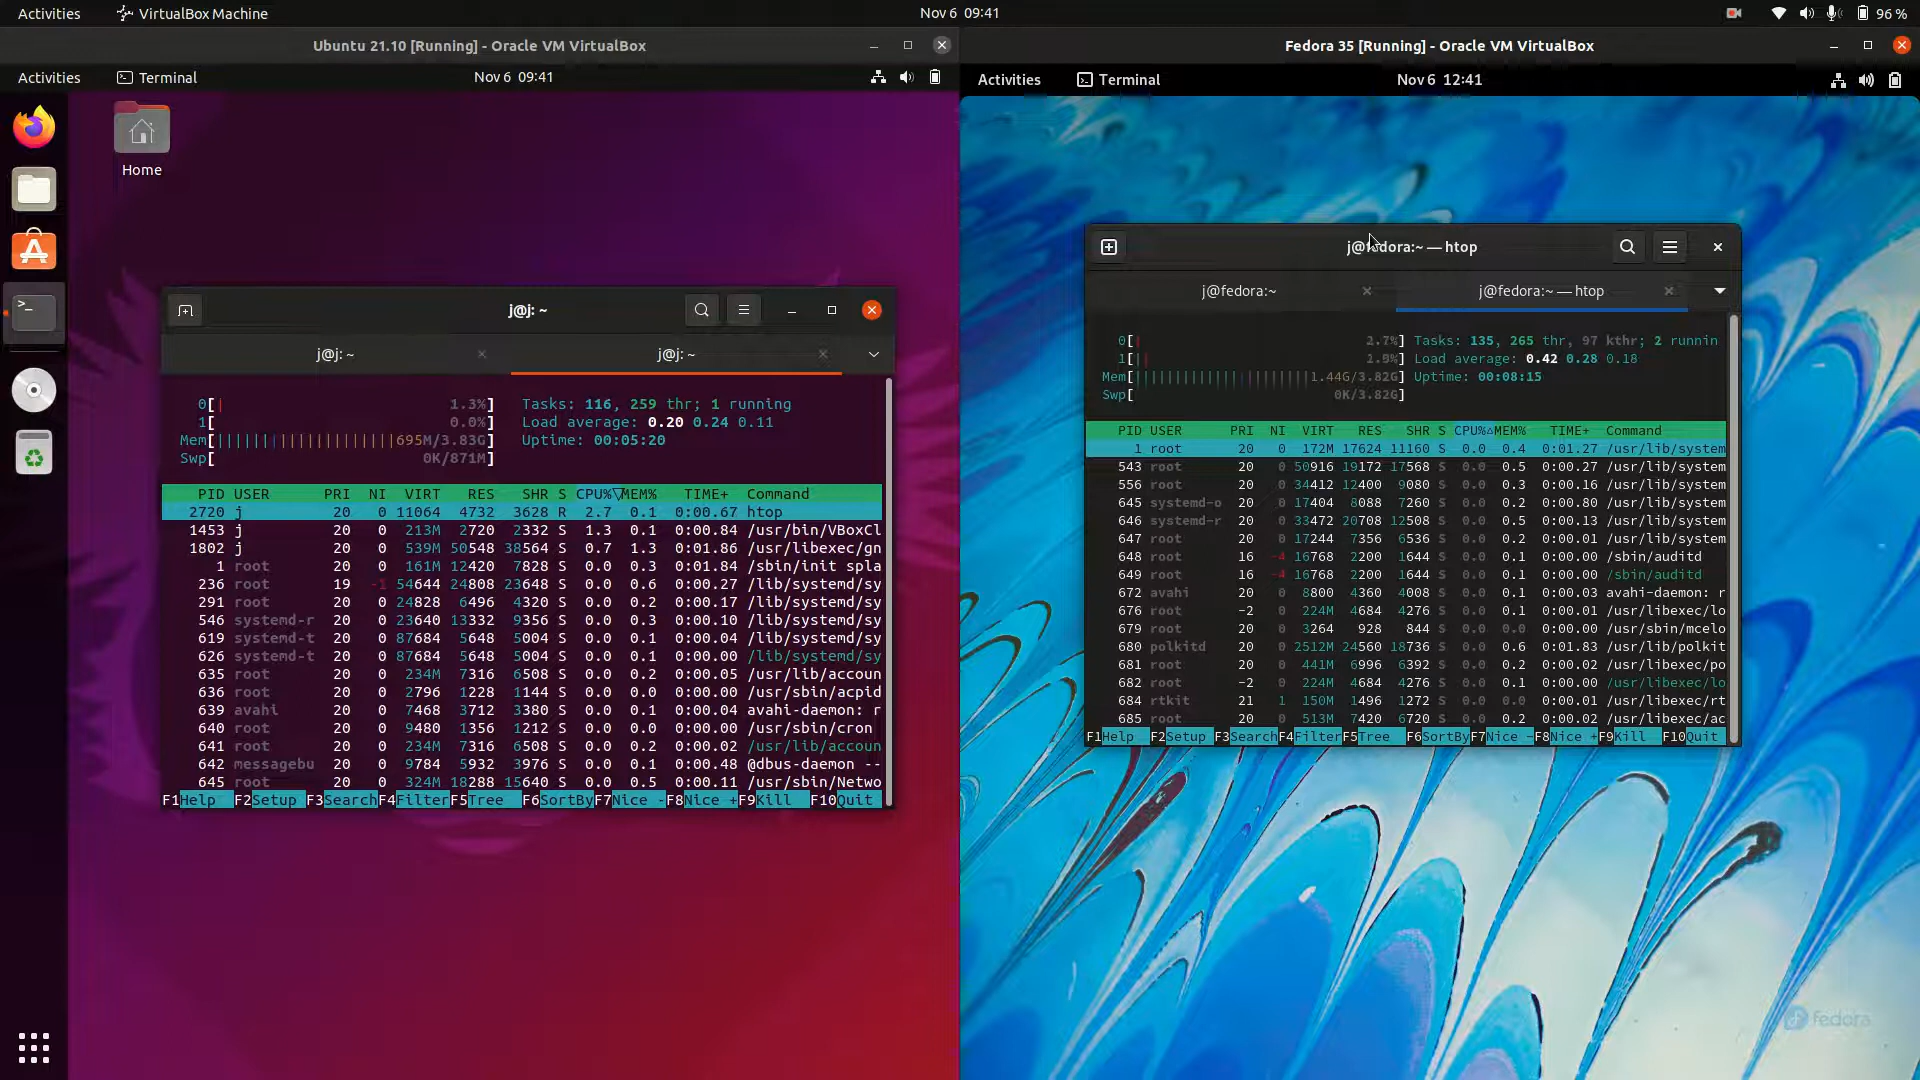 Activities VirtualBox Machine Nov 6 09:41 96 %
Ubuntu 21.10 [Running] - Oracle VM VirtualBox
Activities Terminal Nov 6 09:41
Home
j@j: ~
j@j: ~ j@j: ~
0[| 1.3%] Tasks: 116, 259 thr; 1 running
1[ 0.0%] Load average: 0.20 0.24 0.11
Mem[||||||||||||||||||||695M/3.83G] Uptime: 00:05:20
Swp[ 0K/871M]
PID USER PRI NI VIRT RES SHR S CPU%▽MEM% TIME+ Command
2720 j 20 0 11064 4732 3628 R 2.7 0.1 0:00.67 htop
1453 j 20 0 213M 2720 2332 S 1.3 0.1 0:00.84 /usr/bin/VBoxCl
1802 j 20 0 539M 50548 38564 S 0.7 1.3 0:01.86 /usr/libexec/gn
1 root 20 0 161M 12420 7828 S 0.0 0.3 0:01.84 /sbin/init spla
236 root 19 -1 54644 24808 23648 S 0.0 0.6 0:00.27 /lib/systemd/sy
291 root 20 0 24828 6496 4320 S 0.0 0.2 0:00.17 /lib/systemd/sy
546 systemd-r 20 0 23640 13332 9356 S 0.0 0.3 0:00.10 /lib/systemd/sy
619 systemd-t 20 0 87684 5648 5004 S 0.0 0.1 0:00.04 /lib/systemd/sy
626 systemd-t 20 0 87684 5648 5004 S 0.0 0.1 0:00.00 /lib/systemd/sy
635 root 20 0 234M 7316 6508 S 0.0 0.2 0:00.05 /usr/lib/accoun
636 root 20 0 2796 1228 1144 S 0.0 0.0 0:00.00 /usr/sbin/acpid
639 avahi 20 0 7468 3712 3380 S 0.0 0.1 0:00.04 avahi-daemon: r
640 root 20 0 9480 1356 1212 S 0.0 0.0 0:00.00 /usr/sbin/cron
641 root 20 0 234M 7316 6508 S 0.0 0.2 0:00.02 /usr/lib/accoun
642 messagebu 20 0 9784 5932 3976 S 0.0 0.1 0:00.48 @dbus-daemon --
645 root 20 0 324M 18288 15640 S 0.0 0.5 0:00.11 /usr/sbin/Netwo
F1Help F2Setup F3SearchF4FilterF5Tree F6SortByF7Nice -F8Nice +F9Kill F10Quit
Fedora 35 [Running] - Oracle VM VirtualBox
Activities Terminal Nov 6 12:41
j@fedora:~ — htop
j@fedora:~ j@fedora:~ — htop
0[| 2.7%] Tasks: 135, 265 thr, 97 kthr; 2 runnin
1[|| ] Load average: 0.42 0.28 0.18
Mem[||||||||||||||||||||1.44G/3.82G] Uptime: 00:08:15
Swp[ 0K/3.82G]
PID USER PRI NI VIRT RES SHR S CPU%△MEM% TIME+ Command
1 root 20 0 172M 17624 11160 S 0.0 0.4 0:01.27 /usr/lib/system
543 root 20 0 50916 19172 17568 S 0.0 0.5 0:00.27 /usr/lib/system
556 root 20 0 34412 12400 9080 S 0.0 0.3 0:00.16 /usr/lib/system
645 systemd-o 20 0 17404 8088 7260 S 0.0 0.2 0:00.80 /usr/lib/system
646 systemd-r 20 0 33472 20708 12508 S 0.0 0.5 0:00.13 /usr/lib/system
647 root 20 0 17244 7356 6536 S 0.0 0.2 0:00.01 /usr/lib/system
648 root 16 -4 16768 2200 1644 S 0.0 0.1 0:00.00 /sbin/auditd
649 root 16 -4 16768 2200 1644 S 0.0 0.1 0:00.00 /sbin/auditd
672 avahi 20 0 8800 4360 4008 S 0.0 0.1 0:00.03 avahi-daemon: r
676 root -2 0 224M 4684 4276 S 0.0 0.1 0:00.01 /usr/libexec/lo
679 root 20 0 3264 928 844 S 0.0 0.0 0:00.00 /usr/sbin/mcelo
680 polkitd 20 0 2512M 24560 18736 S 0.0 0.6 0:01.83 /usr/lib/polkit
681 root 20 0 441M 6996 6392 S 0.0 0.2 0:00.02 /usr/libexec/po
682 root -2 0 224M 4684 4276 S 0.0 0.1 0:00.00 /usr/libexec/lo
684 rtkit 21 1 150M 1496 1272 S 0.0 0.0 0:00.01 /usr/libexec/rt
685 root 20 0 513M 7420 6720 S 0.0 0.2 0:00.02 /usr/libexec/ac
F1Help F2Setup F3SearchF4FilterF5Tree F6SortByF7Nice -F8Nice +F9Kill F10Quit
fedora